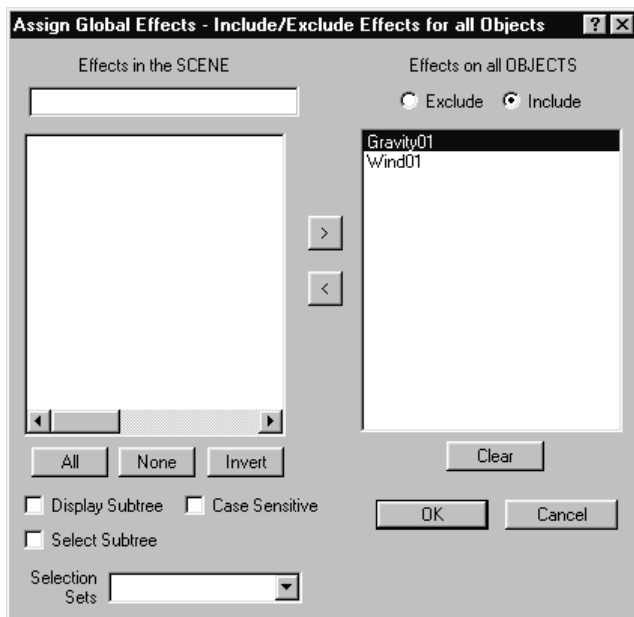 Assign Global Effects - Include/Exclude Effects for all Objects
Effects in the SCENE
Effects on all OBJECTS
Exclude Include
Gravity01
Wind01
>
<
All None Invert
Clear
Display Subtree Case Sensitive
Select Subtree
OK Cancel
Selection
Sets